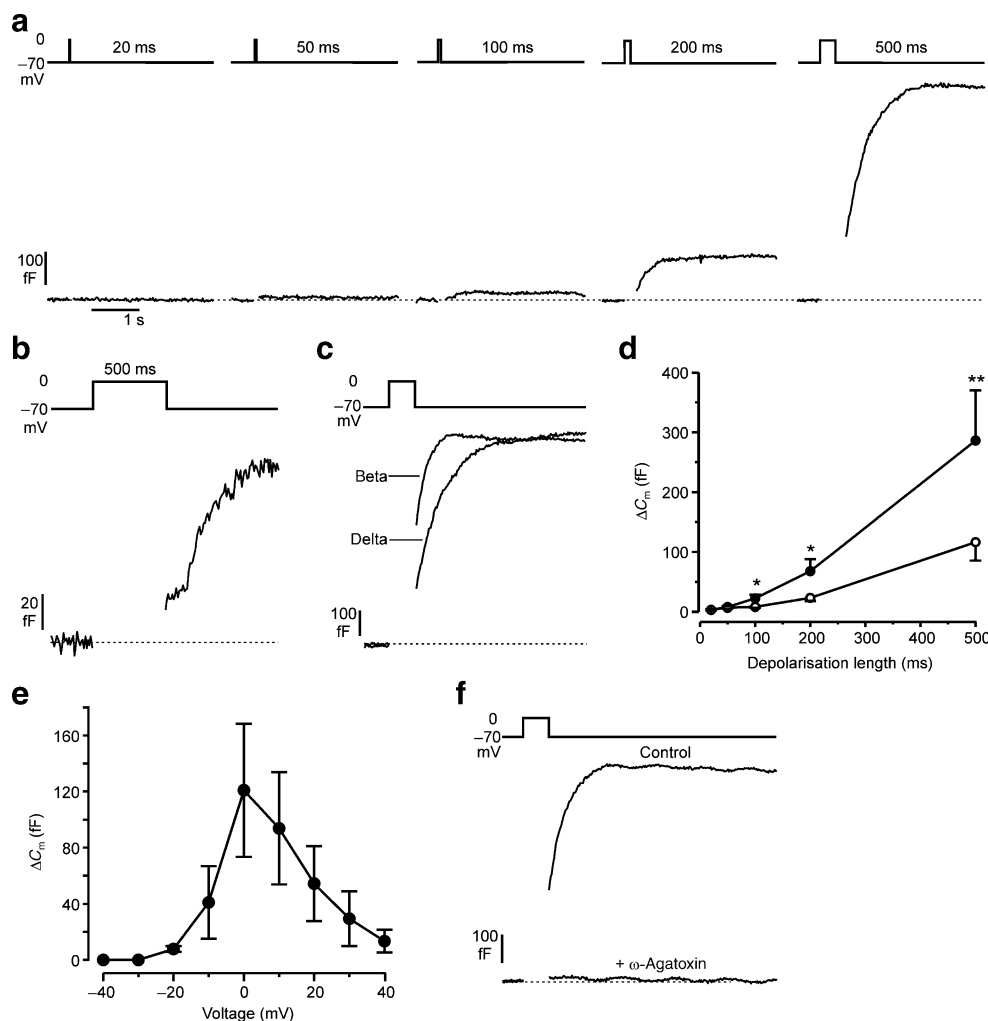 a
0
–70
mV
20 ms
50 ms
100 ms
200 ms
500 ms
100
fF
1 s
b
0
–70
mV
500 ms
20
fF
c
0
–70
mV
Beta
Delta
100
fF
d
ΔCm (fF)
400
300
200
100
0
*
*
**
0
100
200
300
400
500
Depolarisation length (ms)
e
ΔCm (fF)
160
120
80
40
0
–40
–20
0
20
40
Voltage (mV)
f
0
–70
mV
Control
100
fF
+ ω-Agatoxin